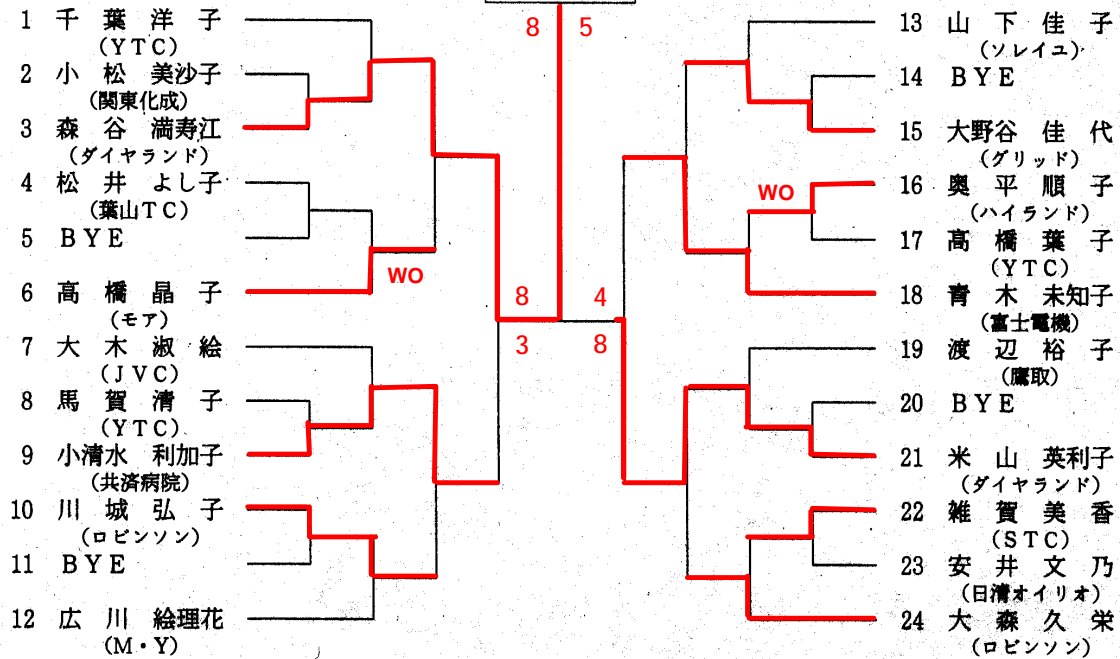 1 千葉洋子
(YTC)
2 小松美沙子
(関東化成)
3 森谷満寿江
(ダイヤランド)
4 松井よし子
(葉山TC)
5 BYE
6 高橋晶子
(モア)
7 大木淑絵
(JVC)
8 馬賀清子
(YTC)
9 小清水利加子
(共済病院)
10 川城弘子
(ロビンソン)
11 BYE
12 広川絵理花
(M・Y)
8 5
WO
8 4
3 8
WO
13 山下佳子
(ソレイユ)
14 BYE
15 大野谷佳代
(グリッド)
16 奥平順子
(ハイランド)
17 高橋葉子
(YTC)
18 青木未知子
(富士電機)
19 渡辺裕子
(鷹取)
20 BYE
21 米山英利子
(ダイヤランド)
22 雑賀美香
(STC)
23 安井文乃
(日清オイリオ)
24 大森久栄
(ロビンソン)